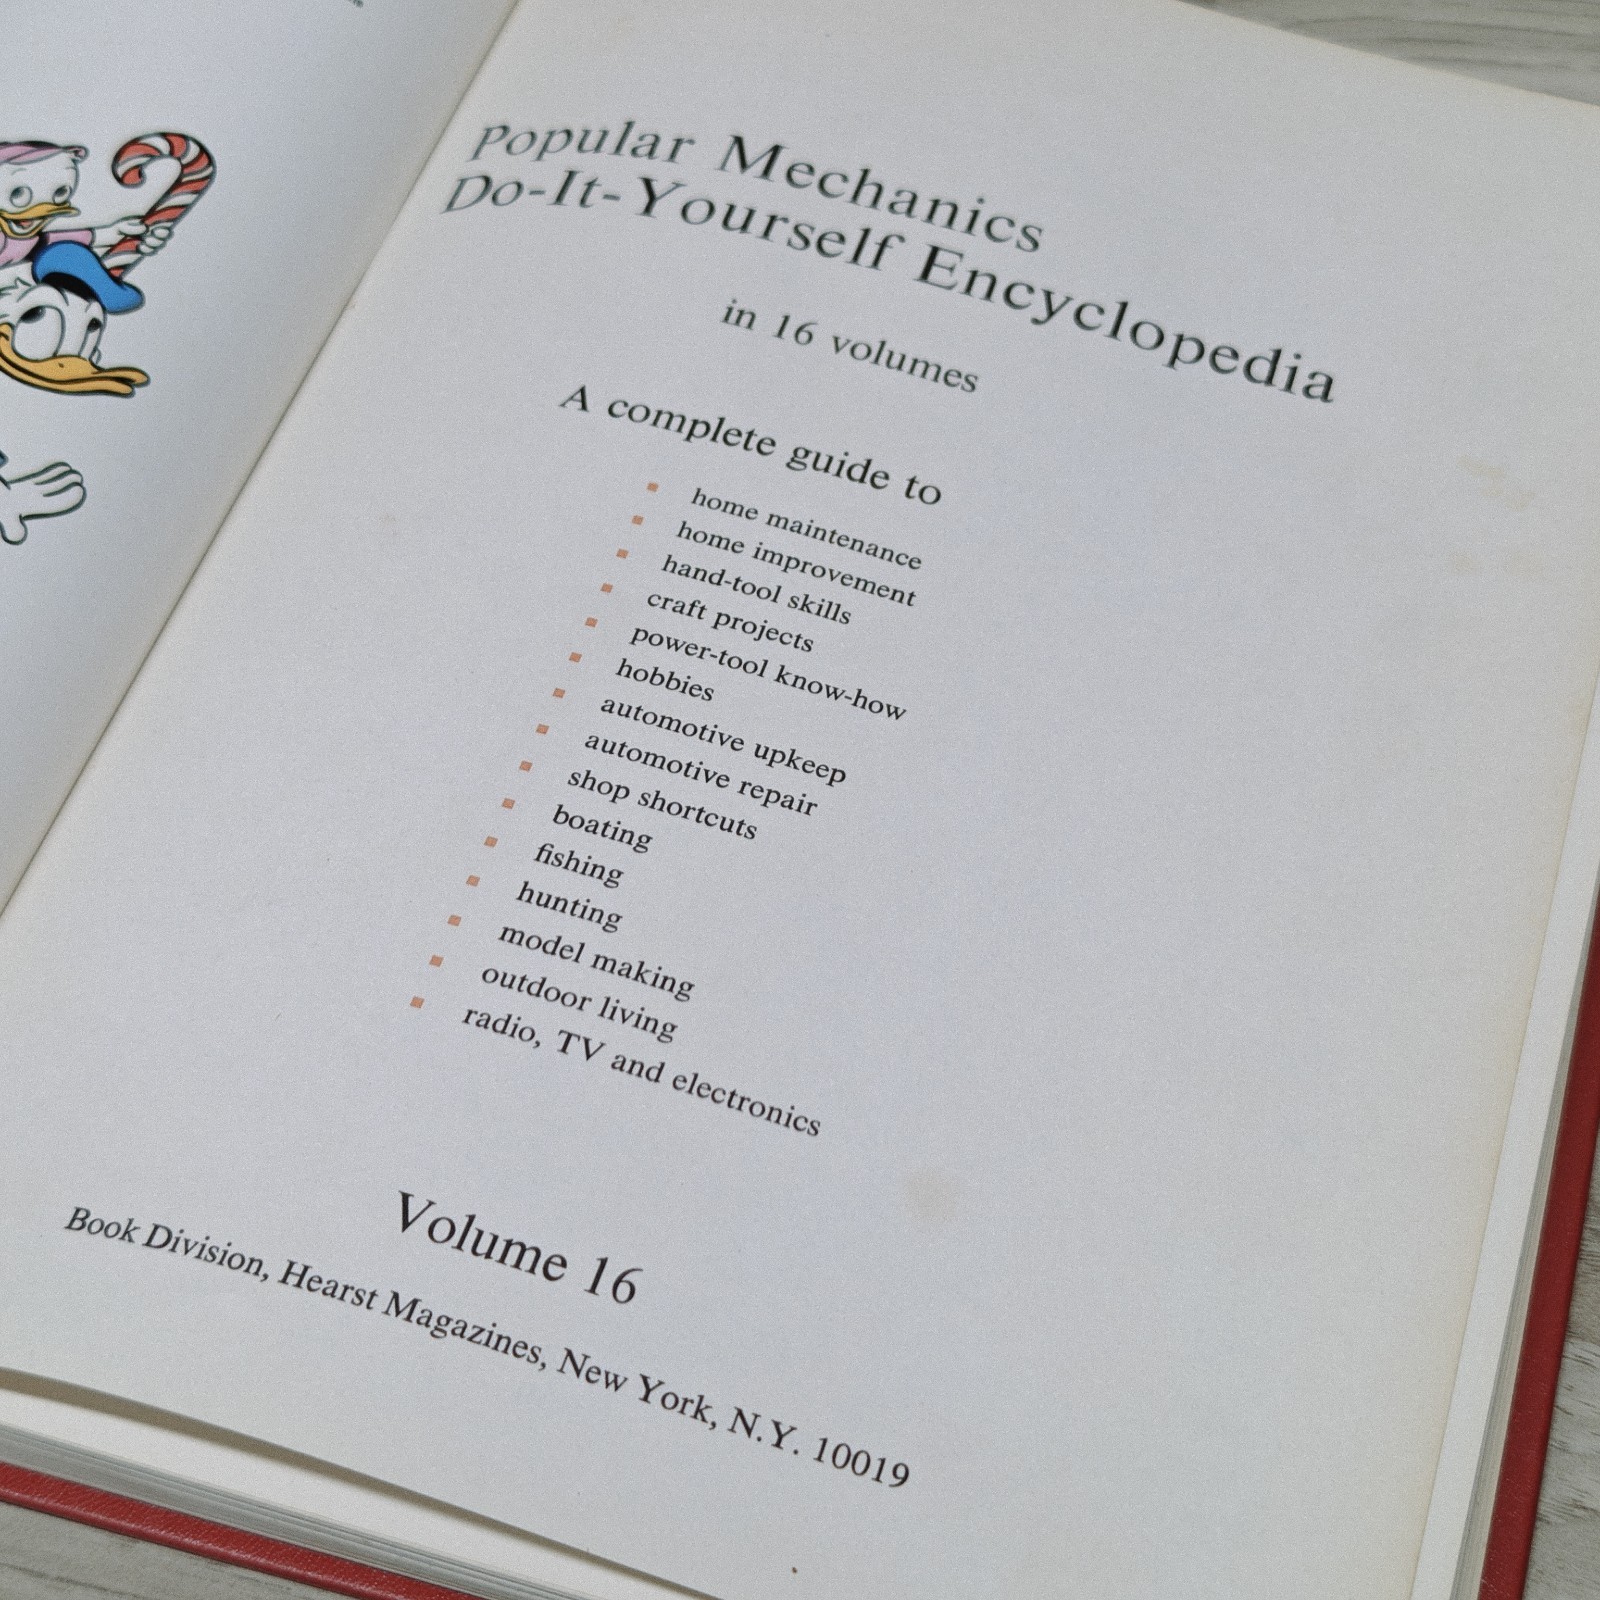 Popular Mechanics
Do-It-Yourself Encyclopedia
in 16 volumes
A complete guide to
home maintenance
home improvement
hand-tool skills
craft projects
power-tool know-how
hobbies
automotive upkeep
automotive repair
shop shortcuts
boating
fishing
hunting
model making
outdoor living
radio, TV and electronics
Volume 16
Book Division, Hearst Magazines, New York, N.Y. 10019